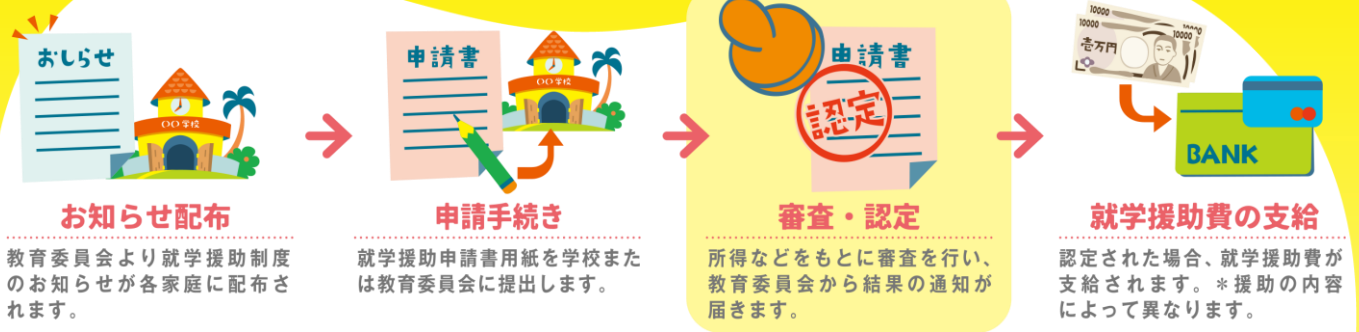 おしらせ
〇〇学校
お知らせ配布
教育委員会より就学援助制度
のお知らせが各家庭に配布さ
れます。
申請書
〇〇学校
申請手続き
就学援助申請書用紙を学校また
は教育委員会に提出します。
申請書
認定
審査・認定
所得などをもとに審査を行い、
教育委員会から結果の通知が
届きます。
10000
10000
10000
10000
壱万円
BANK
就学援助費の支給
認定された場合、就学援助費が
支給されます。＊援助の内容
によって異なります。